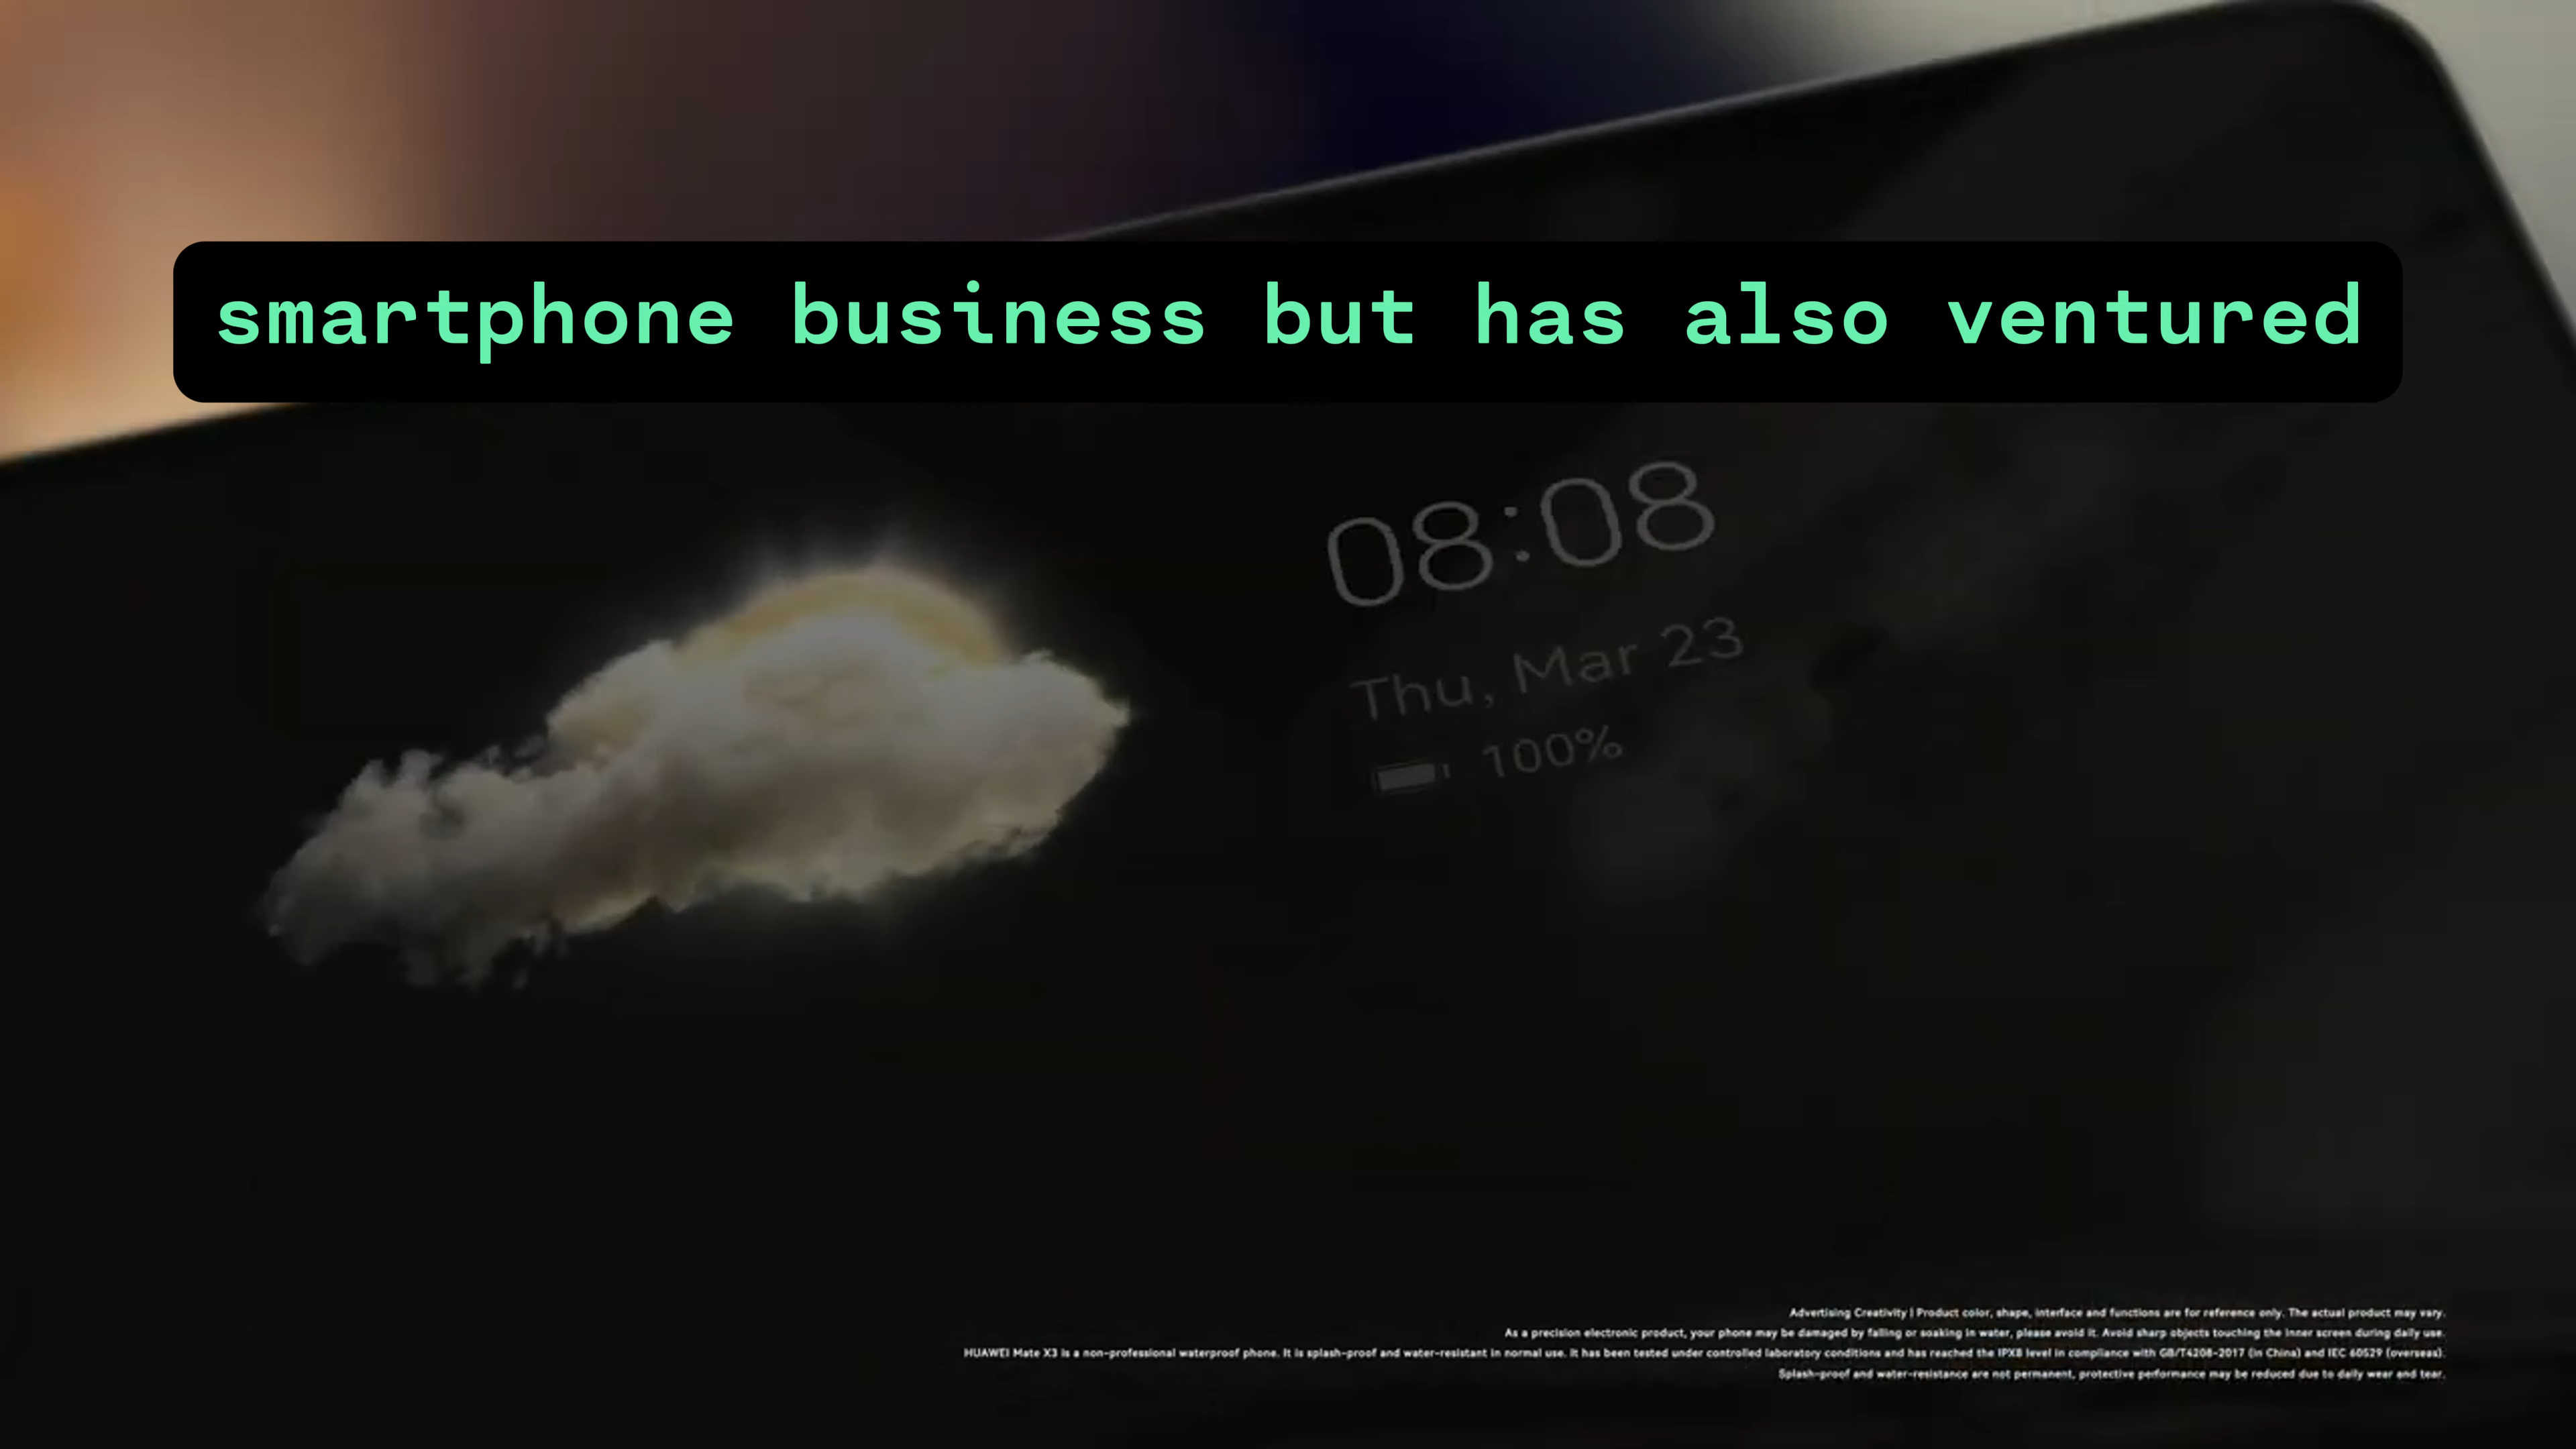 smartphone business but has also ventured
08:08
Thu, Mar 23
100%
Advertising Creativity | Product color, shape, interface and functions are for reference only. The actual product may vary.
As a precision electronic product, your phone may be damaged by falling or soaking in water, please avoid it. Avoid sharp objects touching the inner screen during daily use.
HUAWEI Mate X3 is a non-professional waterproof phone. It is splash-proof and water-resistant in normal use. It has been tested under controlled laboratory conditions and has reached the IPX8 level in compliance with GB/T4208-2017 (in China) and IEC 60529 (overseas).
Splash-proof and water-resistance are not permanent, protective performance may be reduced due to daily wear and tear.